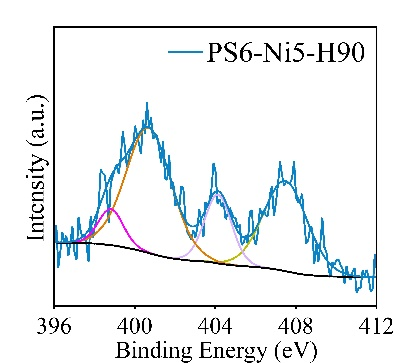 PS6-Ni5-H90
Intensity (a.u.)
396 400 404 408 412
Binding Energy (eV)